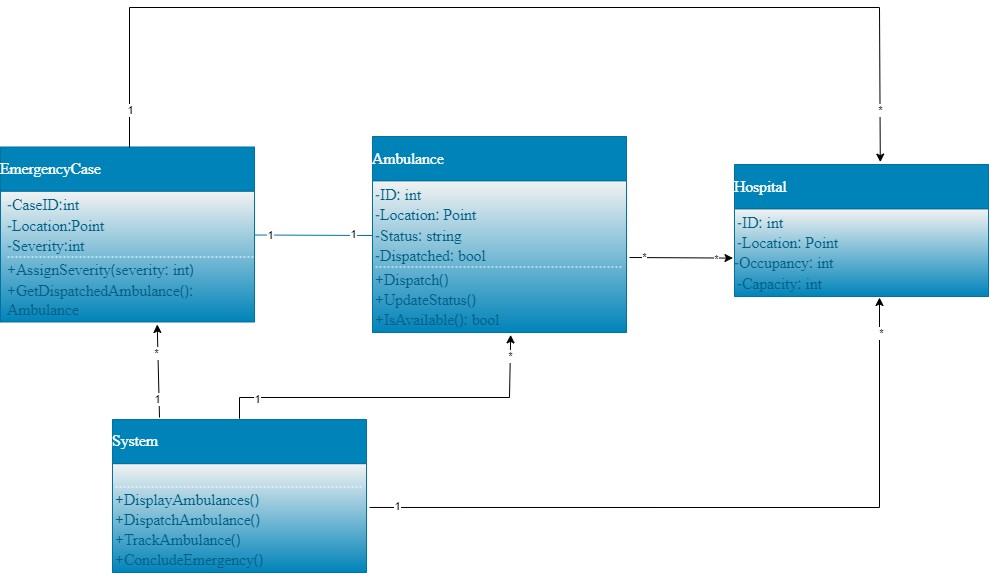 1
*
EmergencyCase
-CaseID:int
-Location:Point
-Severity:int
+AssignSeverity(severity: int)
+GetDispatchedAmbulance():
Ambulance
1
1
Ambulance
-ID: int
-Location: Point
-Status: string
-Dispatched: bool
+Dispatch()
+UpdateStatus()
+IsAvailable(): bool
*
*
Hospital
-ID: int
-Location: Point
-Occupancy: int
-Capacity: int
*
1
1
*
*
System
+DisplayAmbulances()
+DispatchAmbulance()
+TrackAmbulance()
+ConcludeEmergency()
1